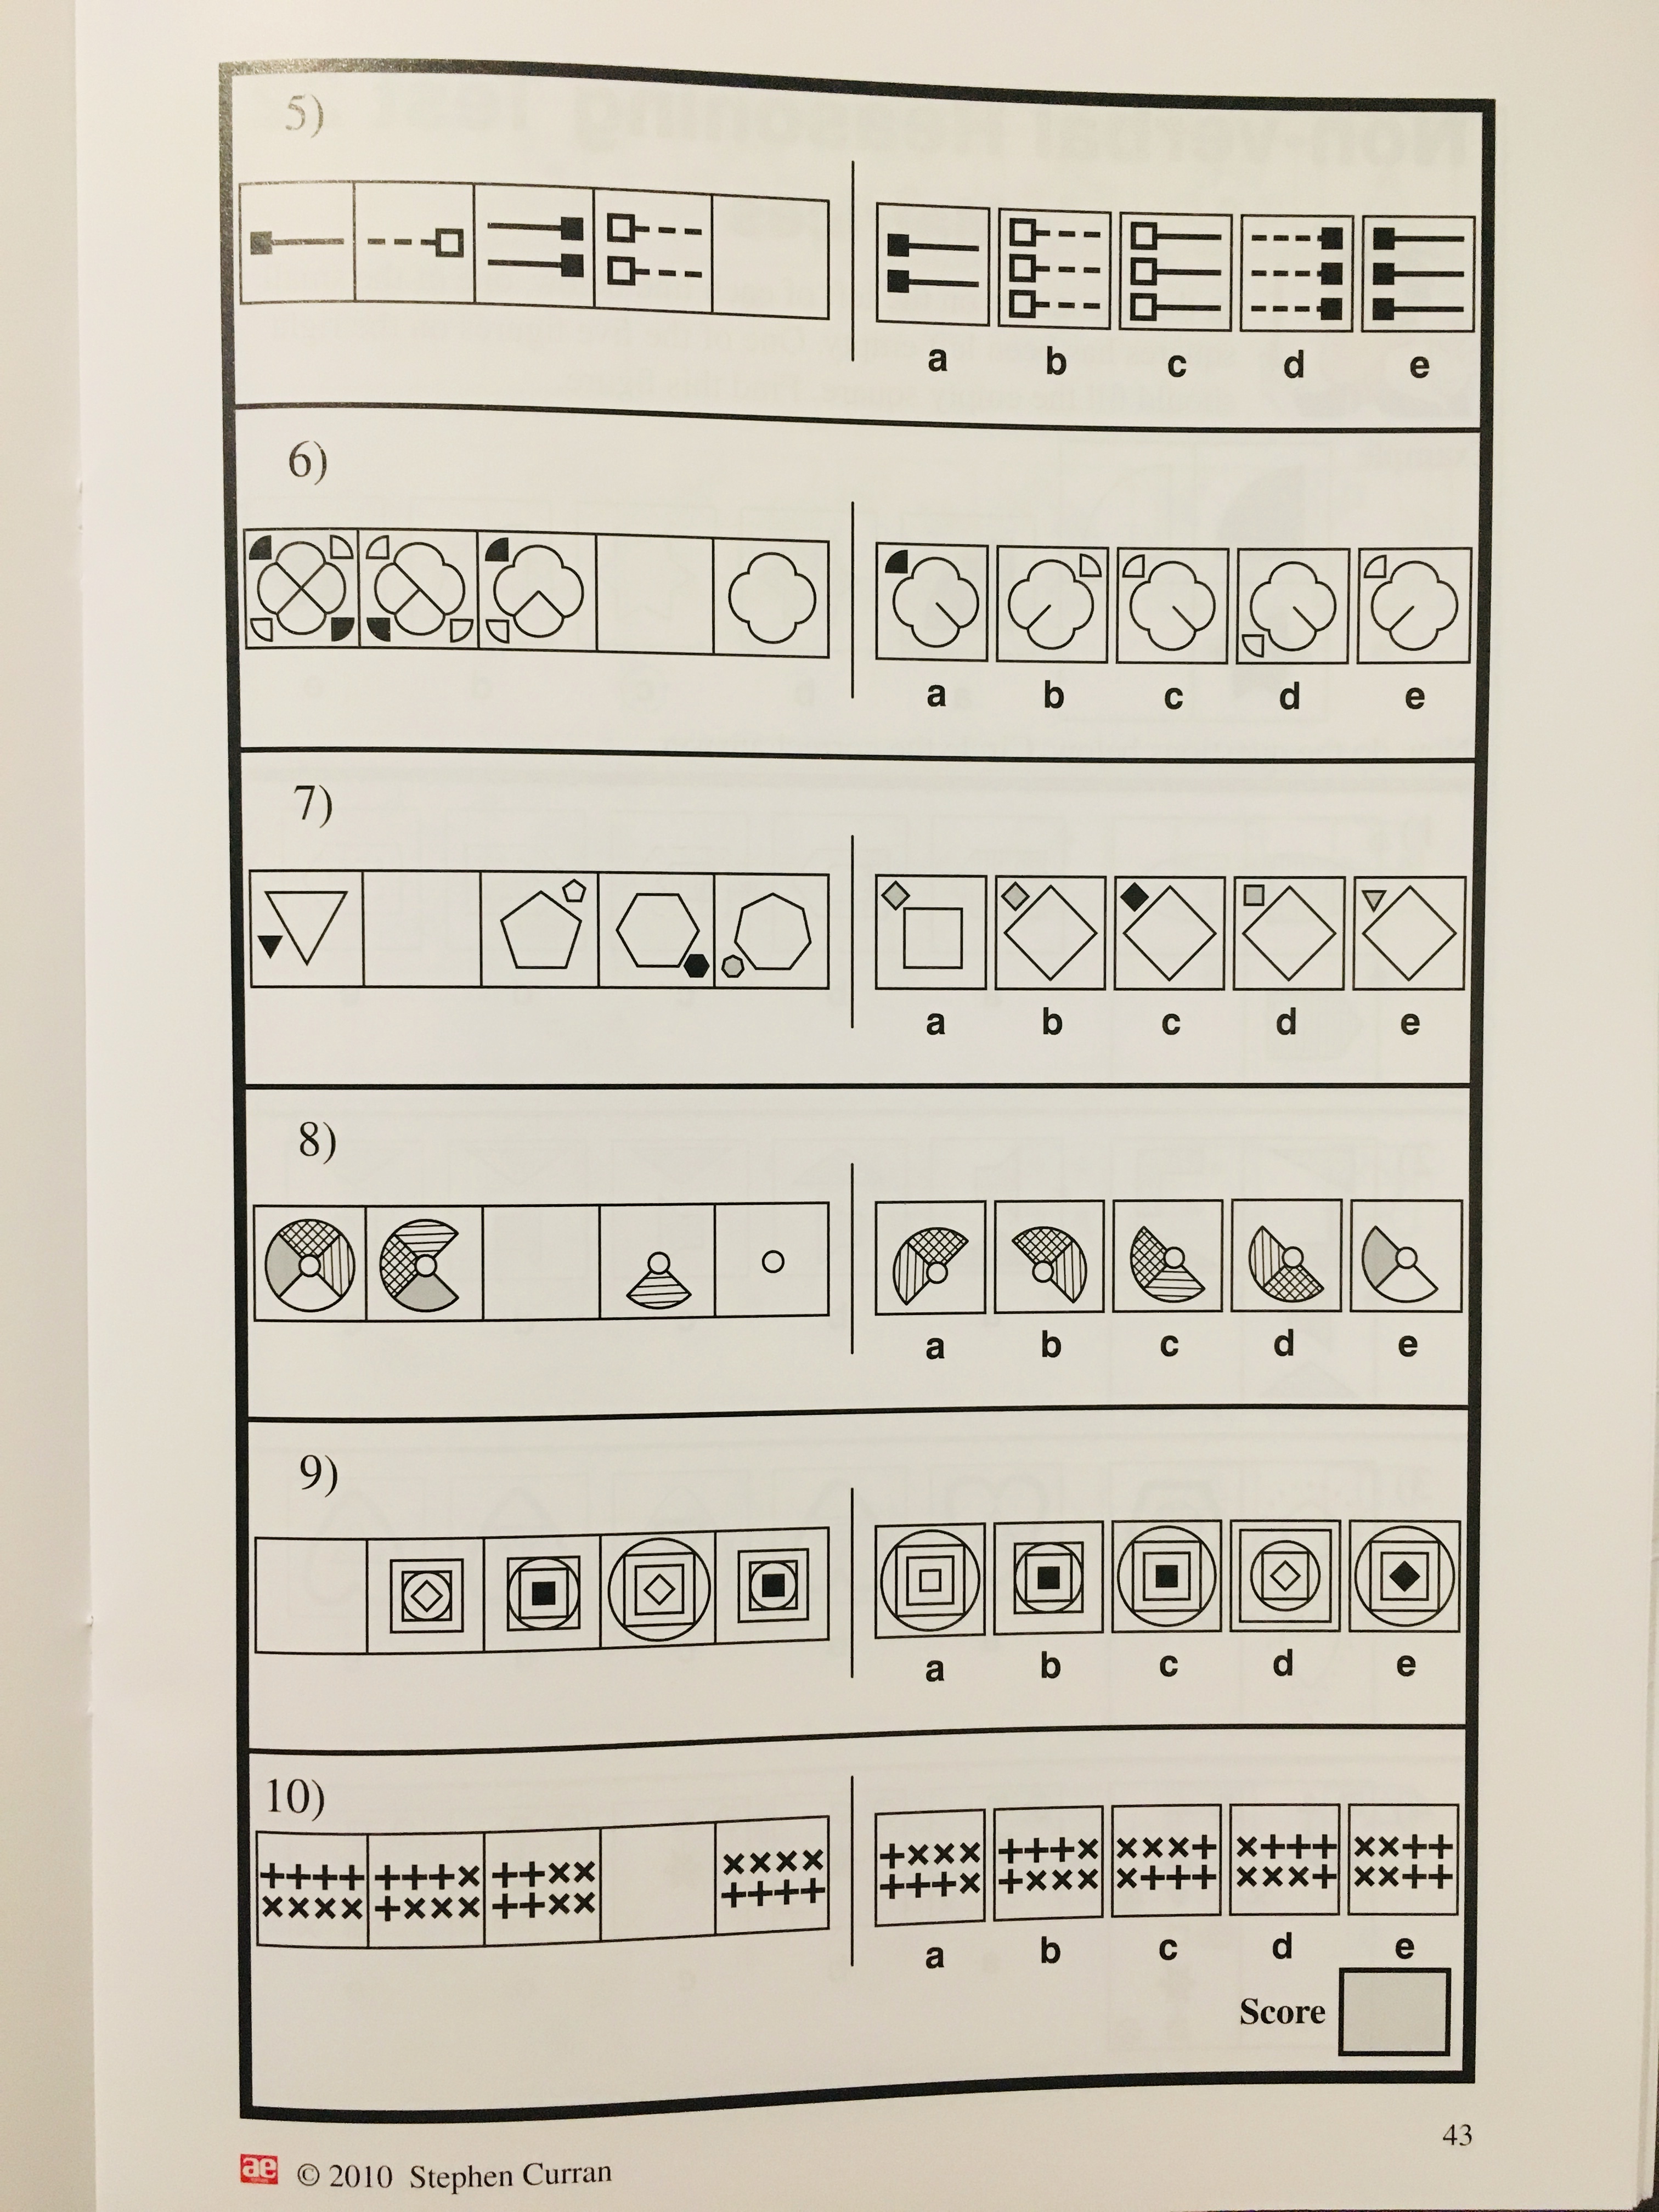 5)
a b c d e
6)
a b c d e
7)
a b c d e
8)
a b c d e
9)
a b c d e
10)
++++ +++× ++×× ×××× +××× +++× ×××+ ×+++ ××++
×××× +××× ++×× ++++ +++× +××× ×+++ ×××+ ××++
a b c d e
Score
43
ae © 2010 Stephen Curran